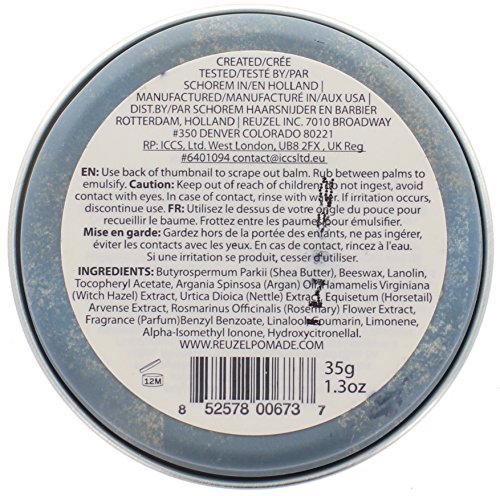 CREATED/CRÉE
TESTED/TESTÉ BY/PAR
SCHOREM IN/EN HOLLAND |
MANUFACTURED/MANUFACTURÉ IN/AUX USA |
DIST.BY/PAR SCHOREM HAARSNIJDER EN BARBIER
ROTTERDAM, HOLLAND | REUZEL INC. 7010 BROADWAY
#350 DENVER COLORADO 80221
RP: ICCS, Ltd. West London, UB8 2FX , UK Reg
#6401094 contact@iccsltd.eu
EN: Use back of thumbnail to scrape out balm. Rub between palms to
emulsify. Caution: Keep out of reach of children, do not ingest, avoid
contact with eyes. In case of contact, rinse with water. If irritation occurs,
discontinue use. FR: Utilisez le dessus de votre ongle du pouce pour
recueillir le baume. Frottez entre les paumes pour émulsifier.
Mise en garde: Gardez hors de la portée des enfants, ne pas ingérer,
éviter les contacts avec les yeux. En cas de contact, rincez à l'eau.
Si une irritation se produit, cesser d'utiliser.
INGREDIENTS: Butyrospermum Parkii (Shea Butter), Beeswax, Lanolin,
Tocopheryl Acetate, Argania Spinosa (Argan) Oil, Hamamelis Virginiana
(Witch Hazel) Extract, Urtica Dioica (Nettle) Extract, Equisetum (Horsetail)
Arvense Extract, Rosmarinus Officinalis (Rosemary) Flower Extract,
Fragrance (Parfum)Benzyl Benzoate, Linalool, Coumarin, Limonene,
Alpha-Isomethyl Ionone, Hydroxycitronellal.
WWW.REUZELPOMADE.COM
35g
1.3oz
12M
8 52578 00673 7